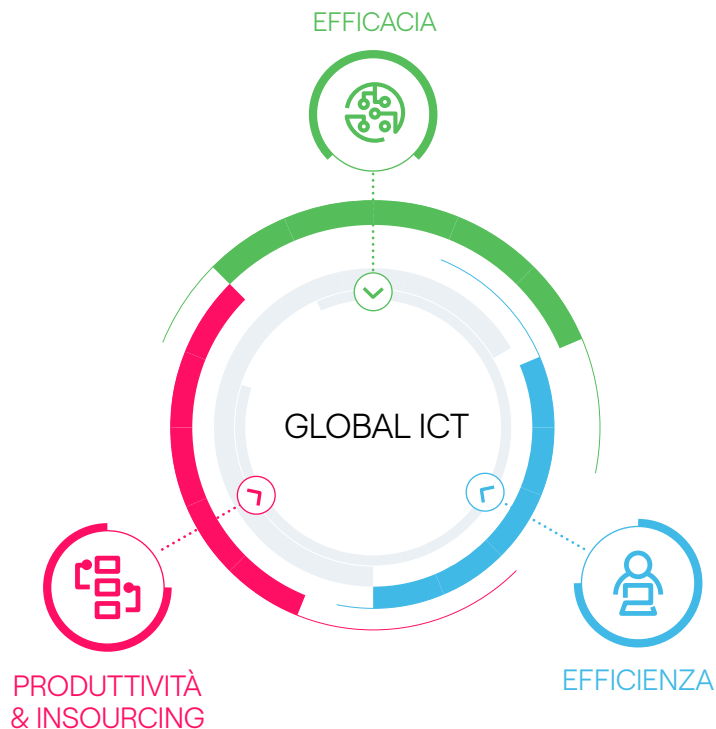 EFFICACIA
GLOBAL ICT
EFFICIENZA
PRODUTTIVITÀ
& INSOURCING